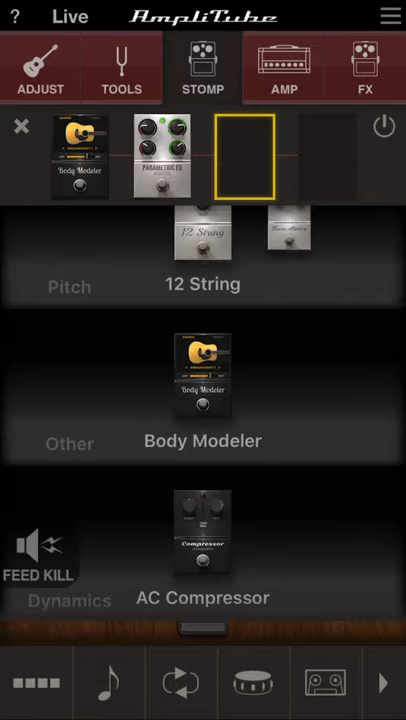 ? Live AmpliTube
ADJUST TOOLS STOMP AMP FX
Body Modeler PARAMETRIC EQ
12 String
Pitch 12 String
Body Modeler
Other Body Modeler
Compressor
FEED KILL
Dynamics AC Compressor